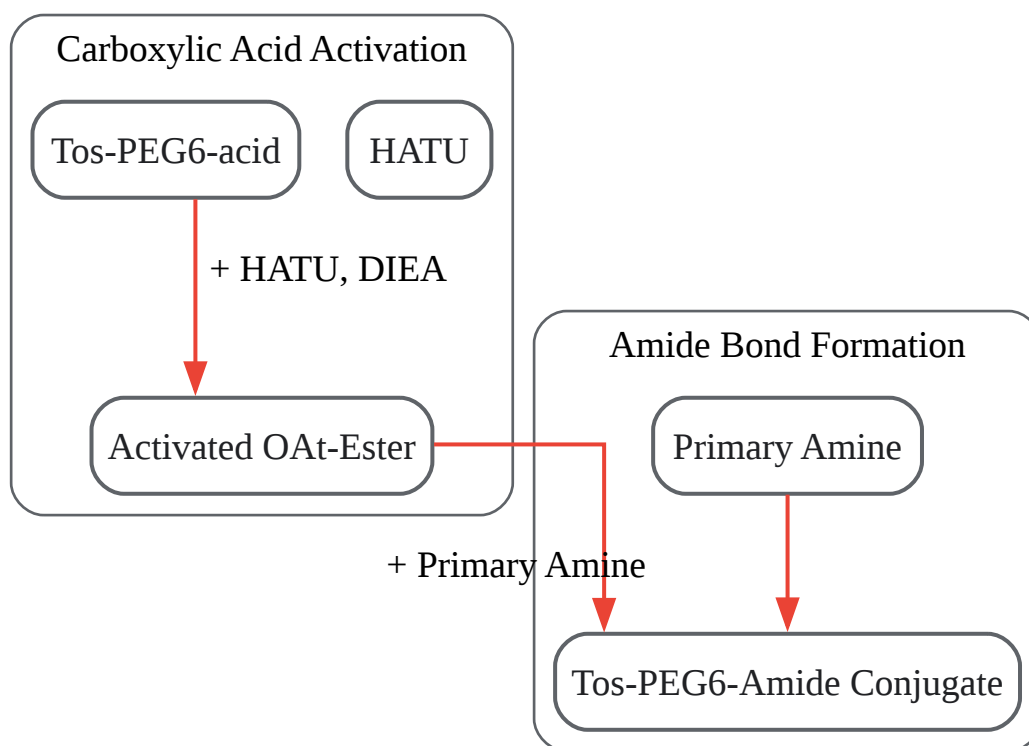 Carboxylic Acid Activation
Tos-PEG6-acid
HATU
+ HATU, DIEA
Activated OAt-Ester
Amide Bond Formation
Primary Amine
+ Primary Amine
Tos-PEG6-Amide Conjugate